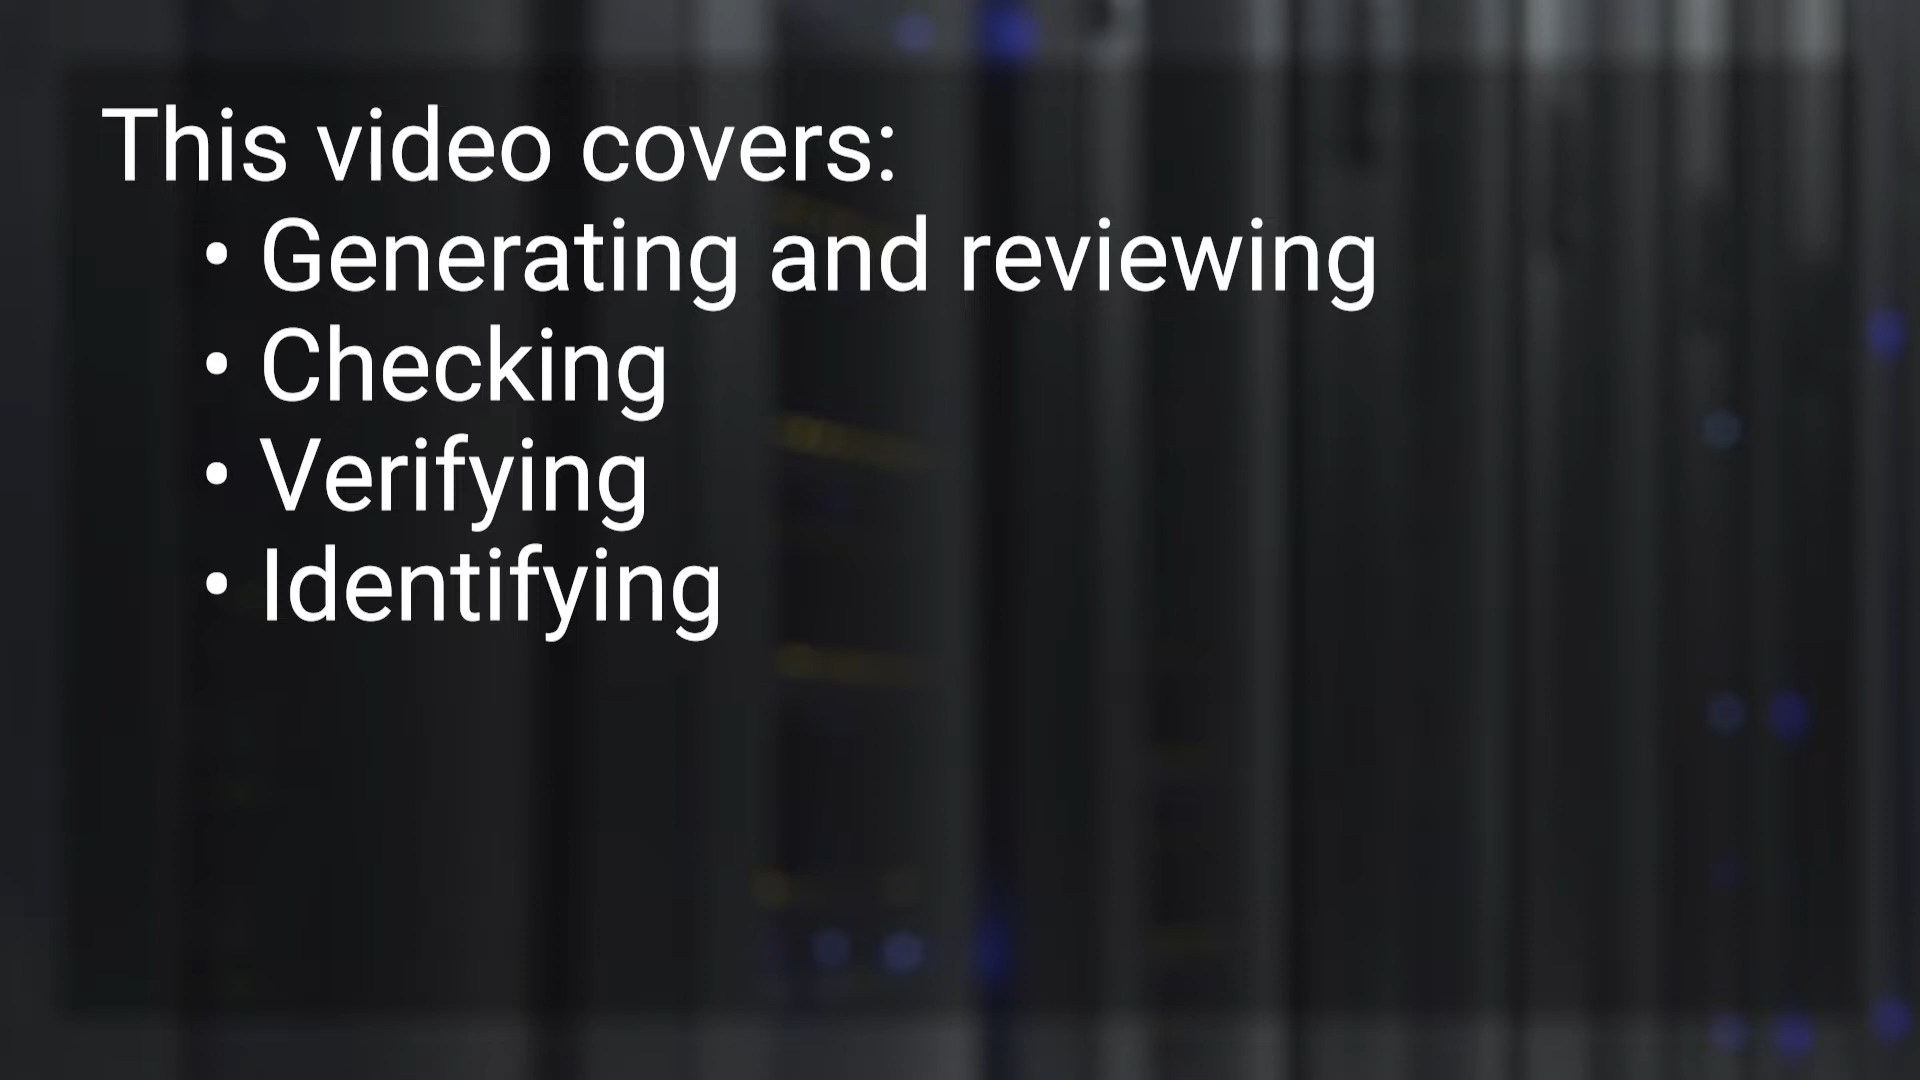 This video covers:
• Generating and reviewing
• Checking
• Verifying
• Identifying